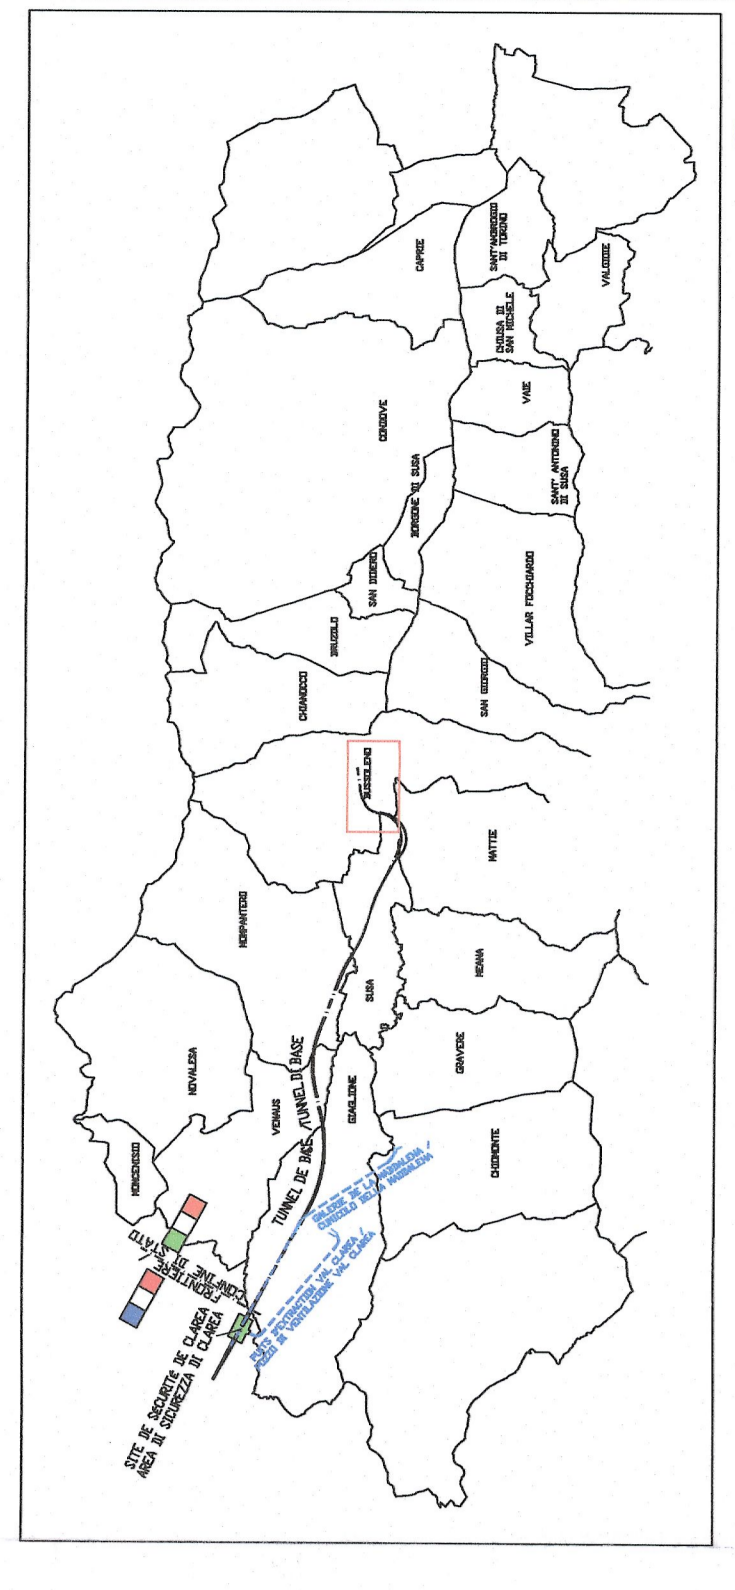 MONCENISIO
FRONTIERE /
CONFINE DI STATO
SITE DE SéCURITé DE CLAREA
AREA DI SICUREZZA DI CLAREA
NOVALESA
MOMPANTERO
VENAUS
TUNNEL DE BASE /TUNNEL DI BASE
CHIANOCCO
BRUZOLO
GIAGLIONE
SUSA
BUSSOLENO
SAN DIDERO
CONDOVE
PUITS D'EXTRACTION VAL CLAREA /
POZZO DI VENTILAZIONE VAL CLAREA
GALERIE DE LA MADDALENA /
CUNICOLO DELLA MADDALENA
BORGONE DI SUSA
CAPRIE
GRAVERE
MEANA
MATTIE
SAN GIORIO
CHIOMONTE
VILLAR FOCCHIARDO
SANT' ANTONINO
DI SUSA
VAIE
CHIUSA DI
SAN MICHELE
SANT'AMBROGIO
DI TORINO
VALGIOIE